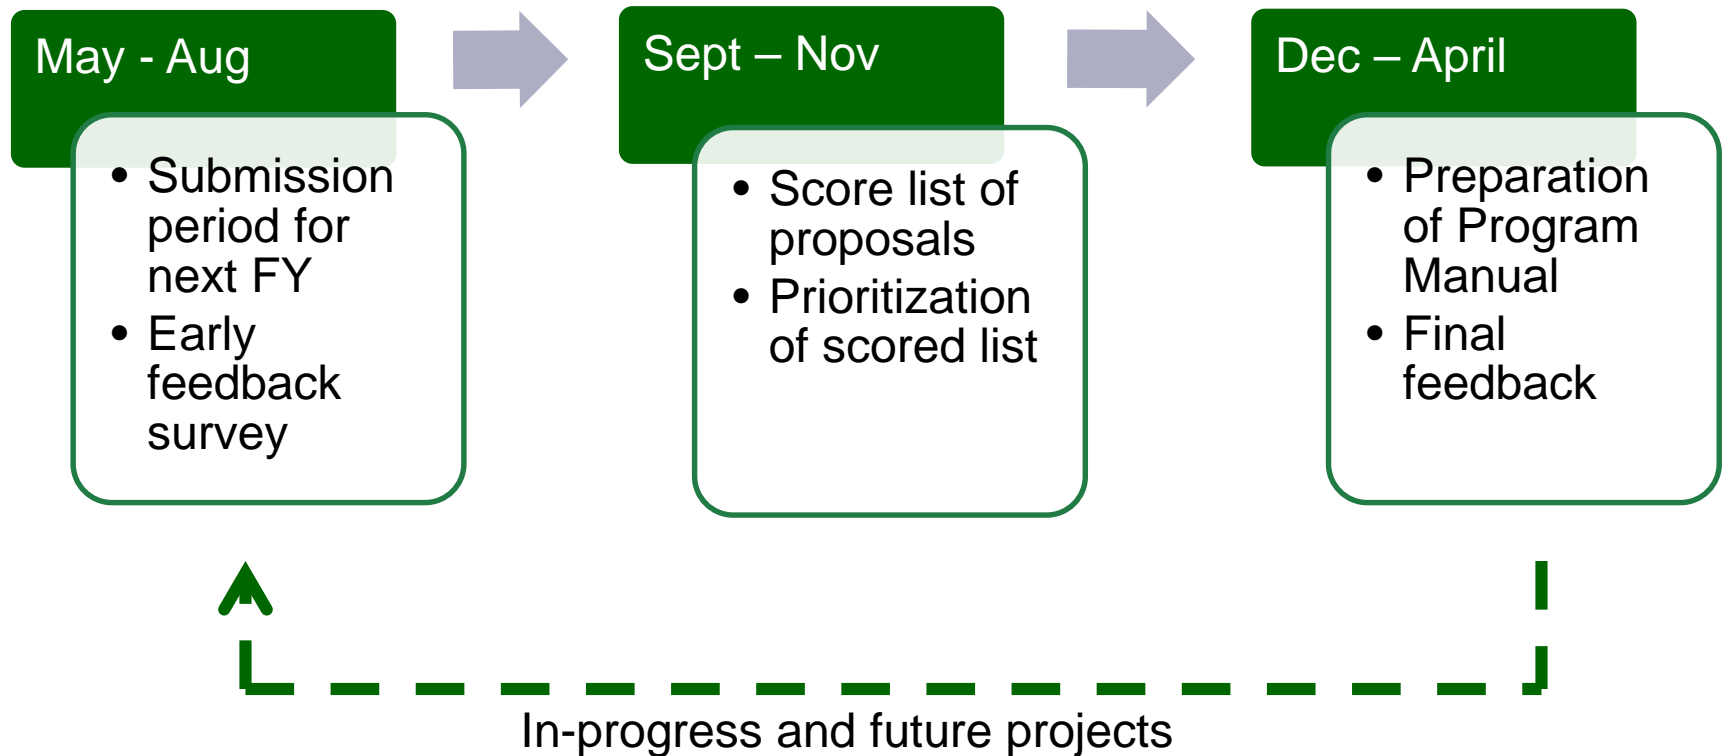 May - Aug
• Submission
period for
next FY
• Early
feedback
survey
Sept – Nov
• Score list of
proposals
• Prioritization
of scored list
Dec – April
• Preparation
of Program
Manual
• Final
feedback
In-progress and future projects